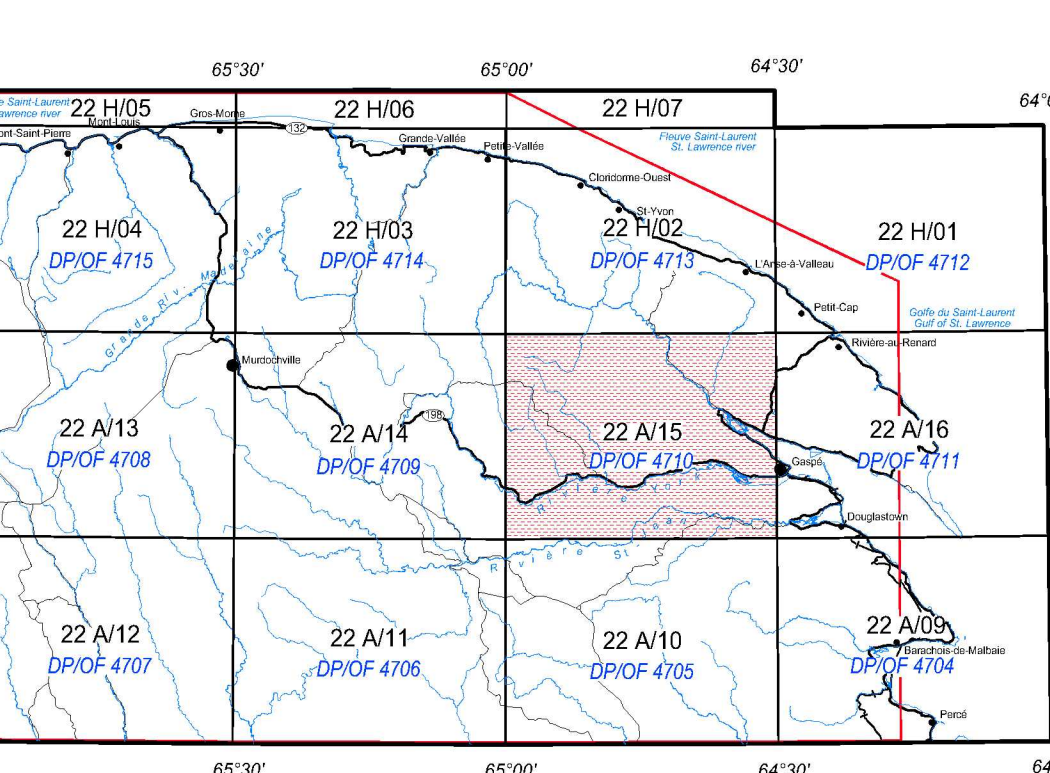 65°30'
65°00'
64°30'
64°
e Saint-Laurent
awrence river
22 H/05
22 H/06
22 H/07
ont-Saint-Pierre
Mont-Louis
Gros-Morne
132
Grande-Vallée
Petite-Vallée
Fleuve Saint-Laurent
St. Lawrence river
Cloridorme-Ouest
St-Yvon
22 H/04
DP/OF 4715
Grande Riv. Madelaine
22 H/03
DP/OF 4714
22 H/02
DP/OF 4713
22 H/01
DP/OF 4712
L'Anse-à-Valleau
Petit-Cap
Golfe du Saint-Laurent
Gulf of St. Lawrence
Rivière-au-Renard
Murdochville
198
22 A/13
DP/OF 4708
22 A/14
DP/OF 4709
22 A/15
DP/OF 4710
22 A/16
DP/OF 4711
Gaspé
Rivière York
Douglastown
Rivière St Jean
22 A/12
DP/OF 4707
22 A/11
DP/OF 4706
22 A/10
DP/OF 4705
22 A/09
DP/OF 4704
Barachois-de-Malbaie
Percé
65°30'
65°00'
64°30'
64